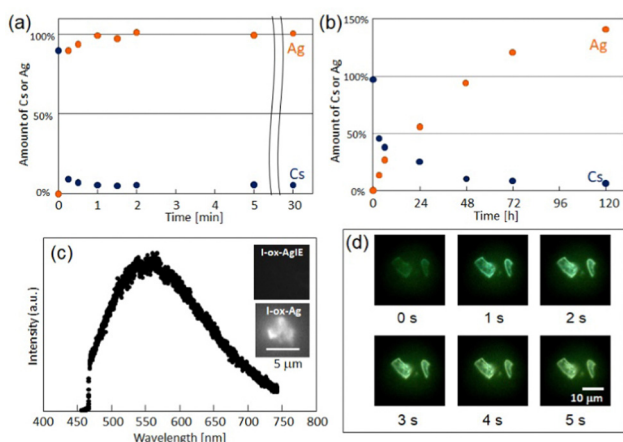 (a)
100%
50%
0%
Amount of Cs or Ag
Ag
Cs
0 1 2 3 4 5 30
Time [min]
(b)
150%
100%
50%
0%
Amount of Cs or Ag
Ag
Cs
0 24 48 72 96 120
Time [h]
(c)
Intensity (a.u.)
I-ox-AgIE
I-ox-Ag
5 μm
400 450 500 550 600 650 700 750 800
Wavelength [nm]
(d)
0 s 1 s 2 s
10 μm
3 s 4 s 5 s